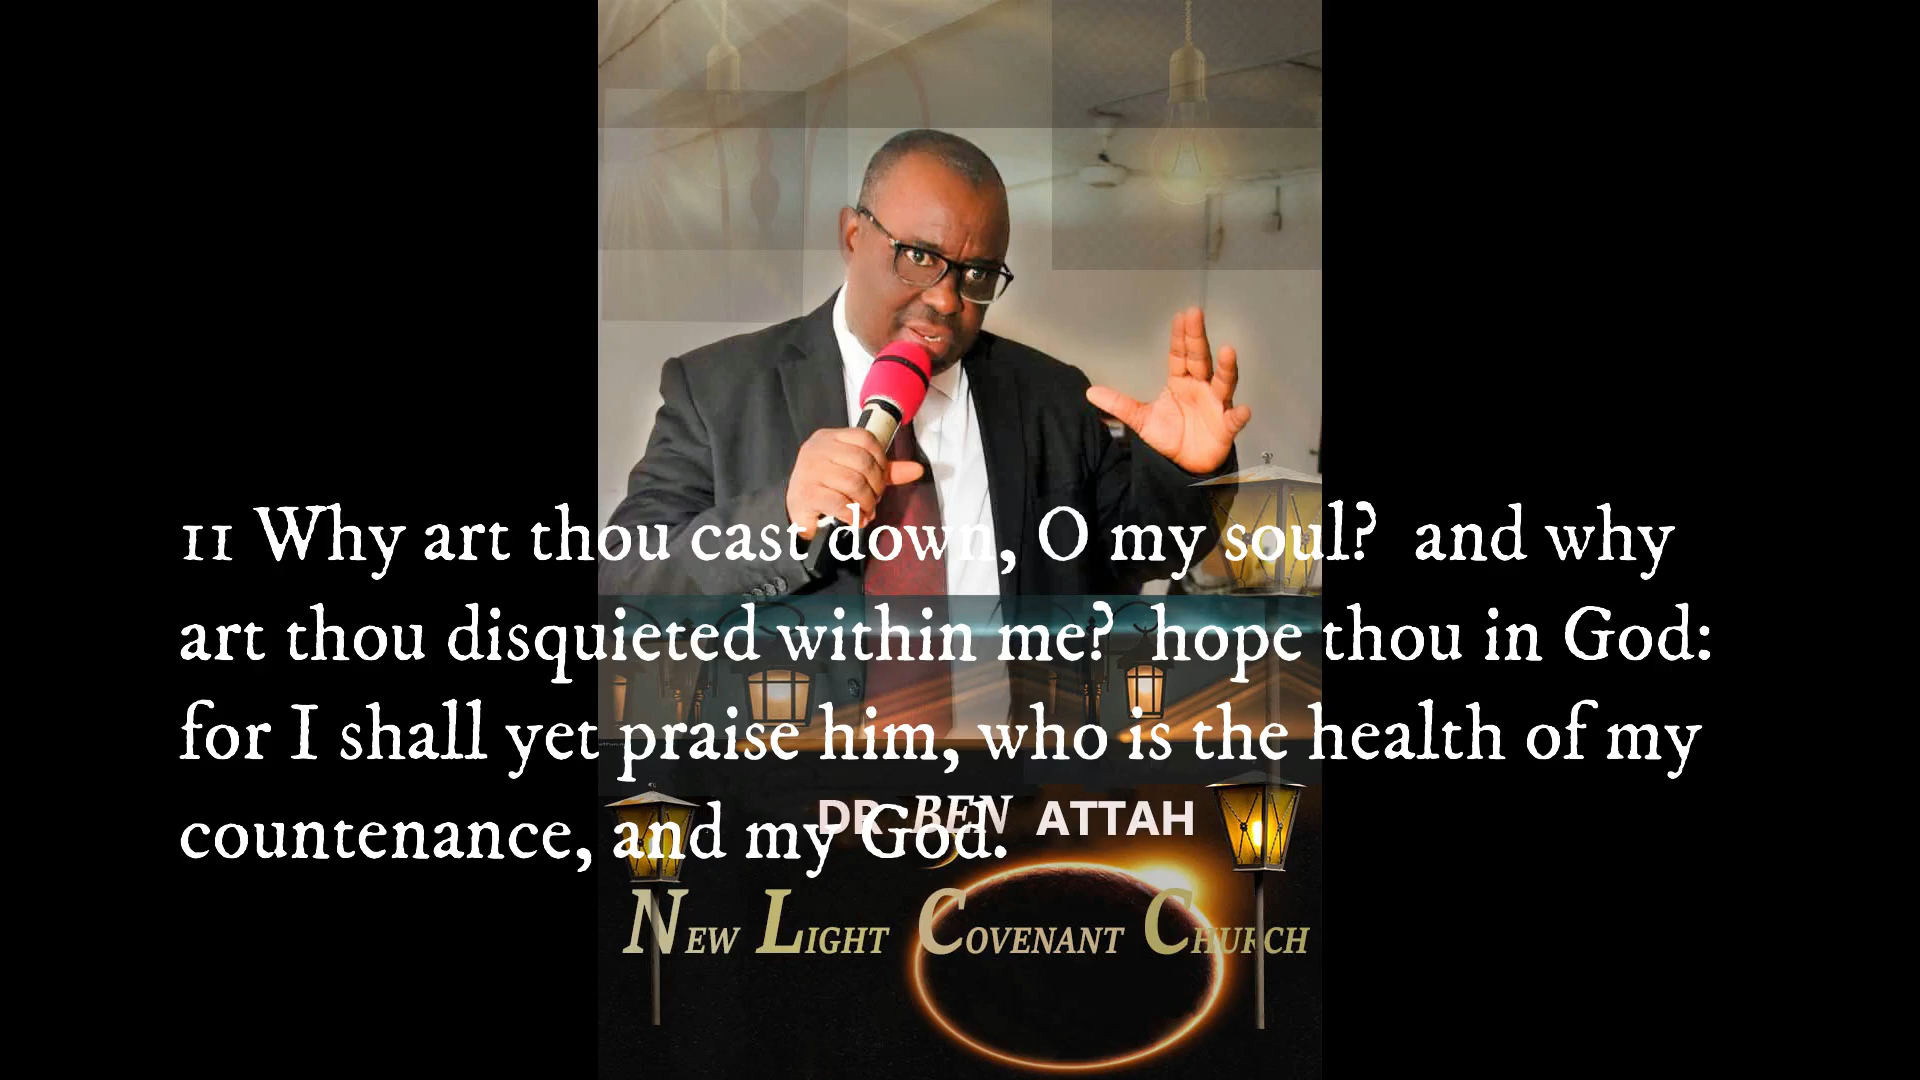 11 Why art thou cast down, O my soul?  and why
art thou disquieted within me?  hope thou in God:
for I shall yet praise him, who is the health of my
countenance, and my God.
DR BEN ATTAH
NEW LIGHT COVENANT CHURCH